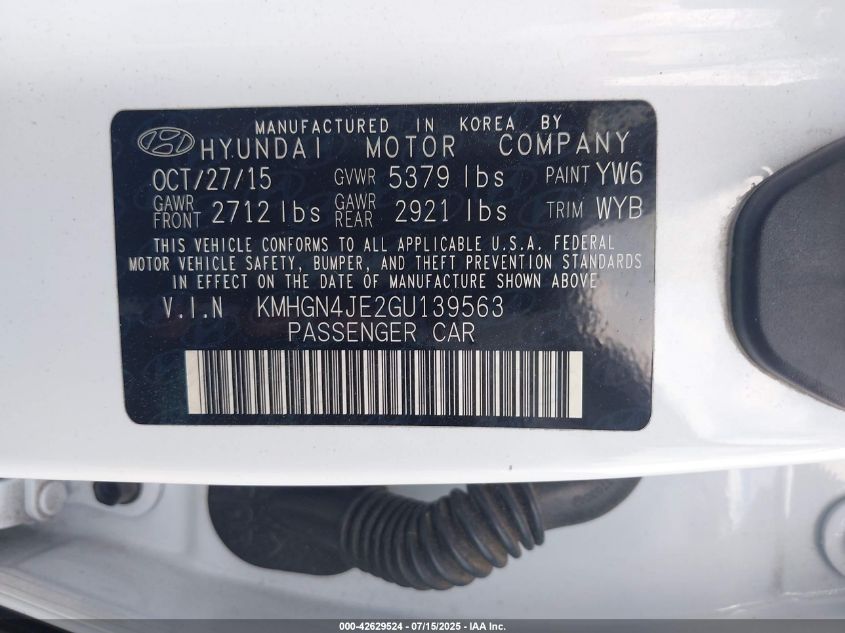 MANUFACTURED IN KOREA BY
HYUNDAI MOTOR COMPANY
OCT/27/15 GVWR 5379 lbs PAINT YW6
GAWR FRONT 2712 lbs GAWR REAR 2921 lbs TRIM WYB
THIS VEHICLE CONFORMS TO ALL APPLICABLE U.S.A. FEDERAL
MOTOR VEHICLE SAFETY, BUMPER, AND THEFT PREVENTION STANDARDS
IN EFFECT ON THE DATE OF MANUFACTURE SHOWN ABOVE
V.I.N KMHGN4JE2GU139563
PASSENGER CAR
000-42629524 - 07/15/2025 - IAA Inc.